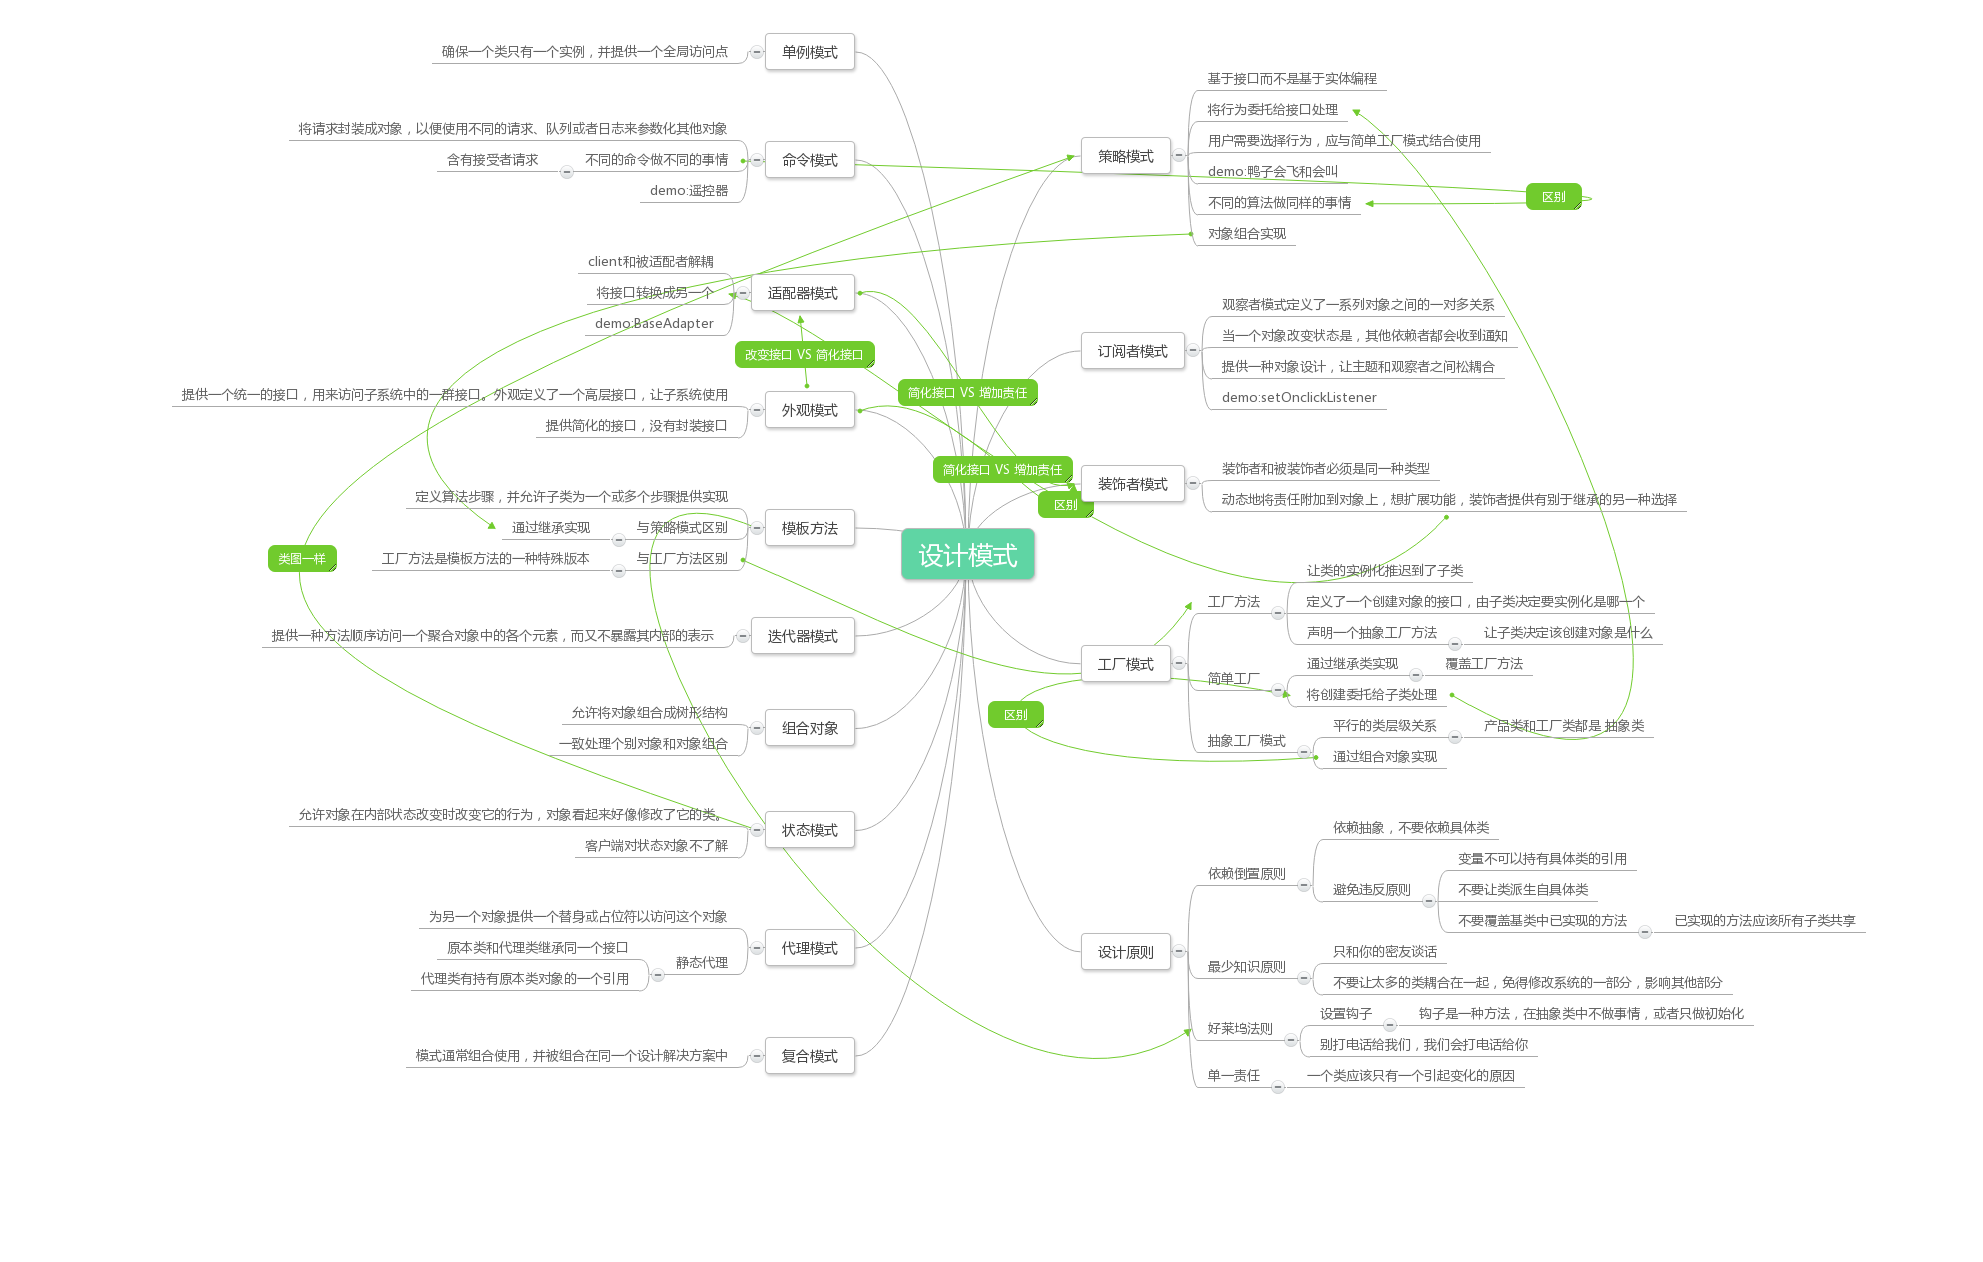 设计模式
单例模式
确保一个类只有一个实例，并提供一个全局访问点
命令模式
将请求封装成对象，以便使用不同的请求、队列或者日志来参数化其他对象
不同的命令做不同的事情
含有接受者请求
demo:遥控器
适配器模式
client和被适配者解耦
将接口转换成另一个
demo:BaseAdapter
改变接口 VS 简化接口
外观模式
提供一个统一的接口，用来访问子系统中的一群接口。外观定义了一个高层接口，让子系统使用
提供简化的接口，没有封装接口
模板方法
定义算法步骤，并允许子类为一个或多个步骤提供实现
与策略模式区别
通过继承实现
与工厂方法区别
工厂方法是模板方法的一种特殊版本
类图一样
迭代器模式
提供一种方法顺序访问一个聚合对象中的各个元素，而又不暴露其内部的表示
组合对象
允许将对象组合成树形结构
一致处理个别对象和对象组合
状态模式
允许对象在内部状态改变时改变它的行为，对象看起来好像修改了它的类。
客户端对状态对象不了解
代理模式
为另一个对象提供一个替身或占位符以访问这个对象
静态代理
原本类和代理类继承同一个接口
代理类有持有原本类对象的一个引用
复合模式
模式通常组合使用，并被组合在同一个设计解决方案中
策略模式
基于接口而不是基于实体编程
将行为委托给接口处理
用户需要选择行为，应与简单工厂模式结合使用
demo:鸭子会飞和会叫
不同的算法做同样的事情
对象组合实现
区别
订阅者模式
观察者模式定义了一系列对象之间的一对多关系
当一个对象改变状态是，其他依赖者都会收到通知
提供一种对象设计，让主题和观察者之间松耦合
demo:setOnclickListener
简化接口 VS 增加责任
简化接口 VS 增加责任
区别
装饰者模式
装饰者和被装饰者必须是同一种类型
动态地将责任附加到对象上，想扩展功能，装饰者提供有别于继承的另一种选择
工厂模式
工厂方法
让类的实例化推迟到了子类
定义了一个创建对象的接口，由子类决定要实例化是哪一个
声明一个抽象工厂方法
让子类决定该创建对象是什么
简单工厂
通过继承类实现
覆盖工厂方法
将创建委托给子类处理
抽象工厂模式
平行的类层级关系
产品类和工厂类都是 抽象类
通过组合对象实现
区别
设计原则
依赖倒置原则
依赖抽象，不要依赖具体类
避免违反原则
变量不可以持有具体类的引用
不要让类派生自具体类
不要覆盖基类中已实现的方法
已实现的方法应该所有子类共享
最少知识原则
只和你的密友谈话
不要让太多的类耦合在一起，免得修改系统的一部分，影响其他部分
好莱坞法则
设置钩子
钩子是一种方法，在抽象类中不做事情，或者只做初始化
别打电话给我们，我们会打电话给你
单一责任
一个类应该只有一个引起变化的原因